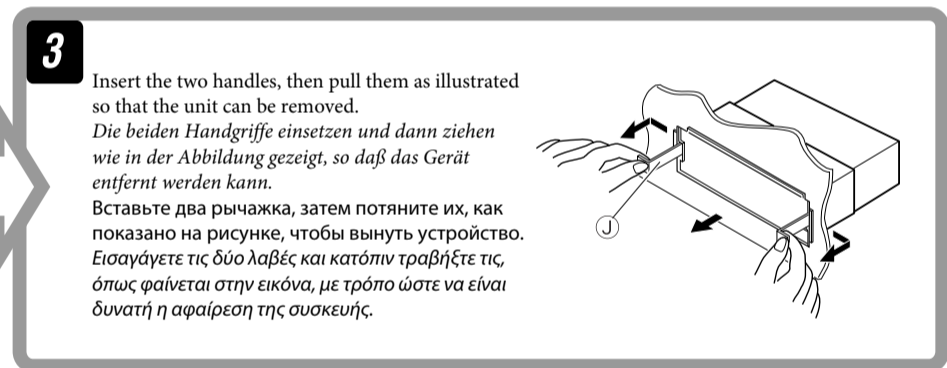 3
Insert the two handles, then pull them as illustrated
so that the unit can be removed.
Die beiden Handgriffe einsetzen und dann ziehen
wie in der Abbildung gezeigt, so daß das Gerät
entfernt werden kann.
Вставьте два рычажка, затем потяните их, как
показано на рисунке, чтобы вынуть устройство.
Εισαγάγετε τις δύο λαβές και κατόπιν τραβήξτε τις,
όπως φαίνεται στην εικόνα, με τρόπο ώστε να είναι
δυνατή η αφαίρεση της συσκευής.
J